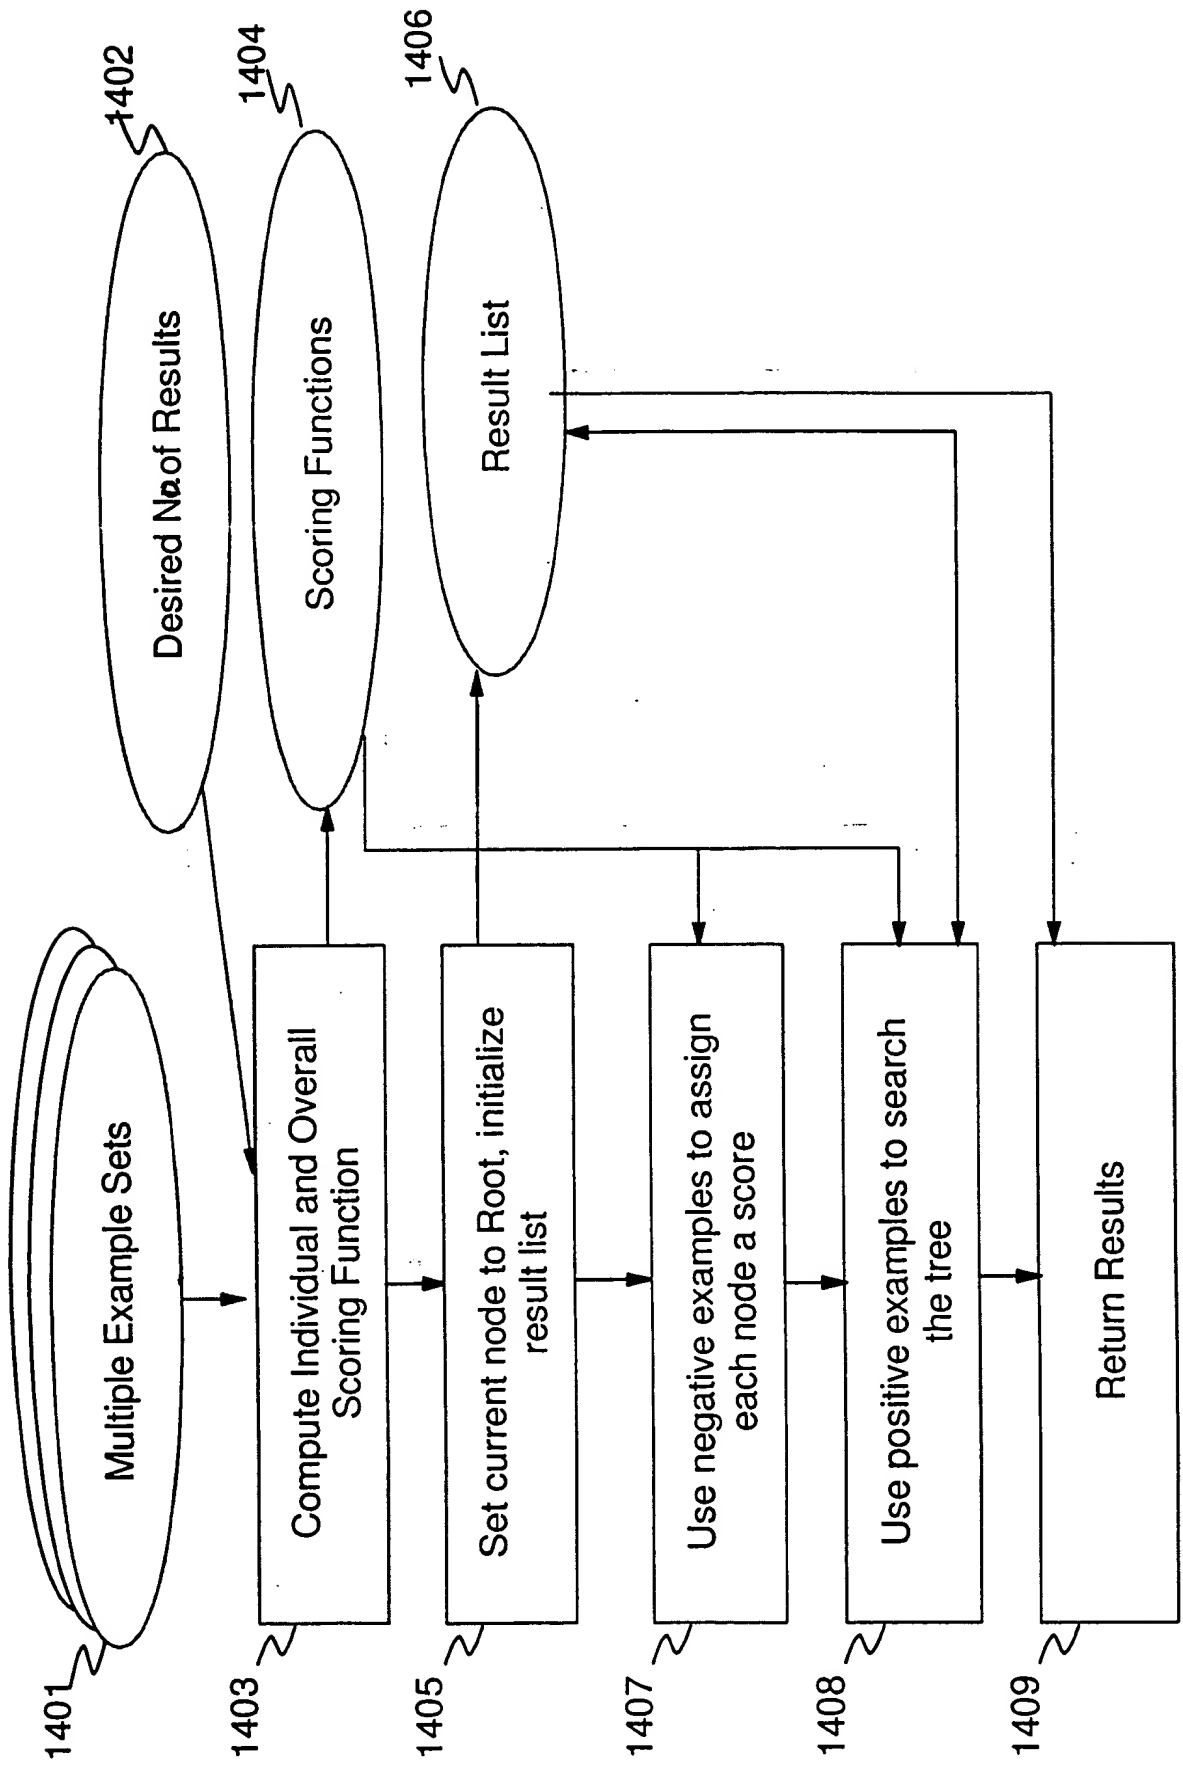 1401
Multiple Example Sets
1402
Desired No.of Results
1403
Compute Individual and Overall
Scoring Function
1404
Scoring Functions
1405
Set current node to Root, initialize
result list
1406
Result List
1407
Use negative examples to assign
each node a score
1408
Use positive examples to search
the tree
1409
Return Results